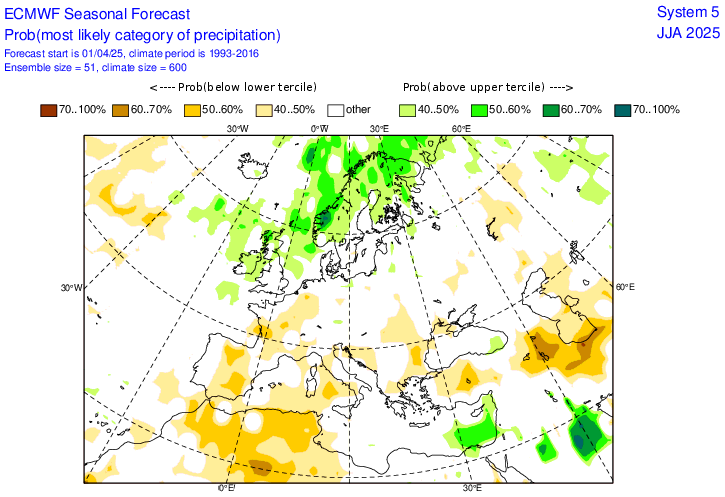 ECMWF Seasonal Forecast
System 5
Prob(most likely category of precipitation)
JJA 2025
Forecast start is 01/04/25, climate period is 1993-2016
Ensemble size = 51, climate size = 600
<---- Prob(below lower tercile)
Prob(above upper tercile) ---->
70..100% 60..70% 50..60% 40..50% other 40..50% 50..60% 60..70% 70..100%
30°W 0°W 30°E 60°E
30°W
60°E
0°E
30°E